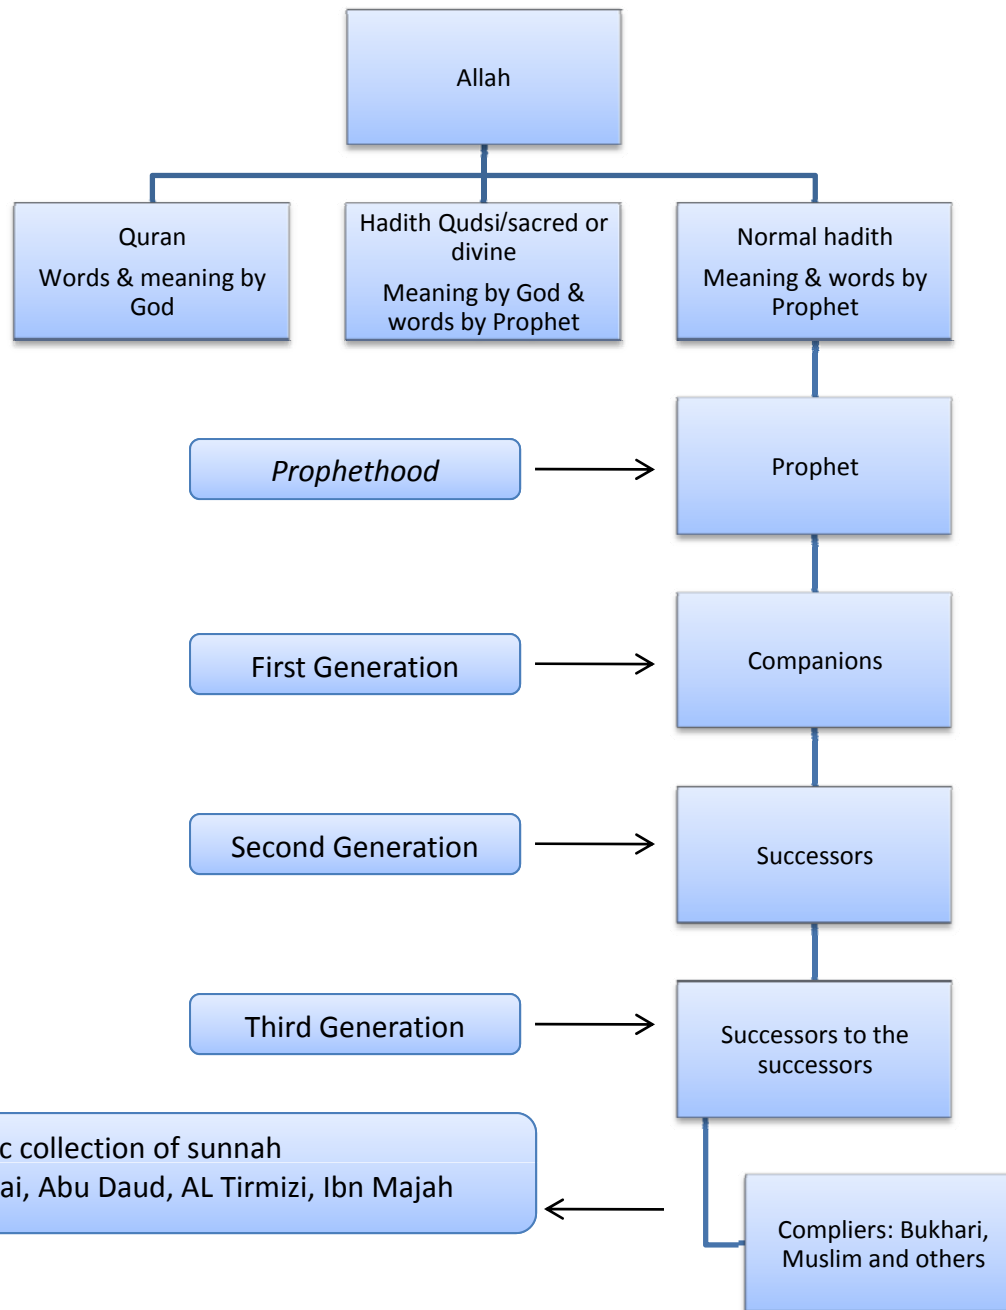 Allah
Quran
Words & meaning by
God
Hadith Qudsi/sacred or
divine
Meaning by God &
words by Prophet
Normal hadith
Meaning & words by
Prophet
Prophethood
Prophet
First Generation
Companions
Second Generation
Successors
Third Generation
Successors to the
successors
collection of sunnah
Abu Daud, AL Tirmizi, Ibn Majah
Compliers: Bukhari,
Muslim and others